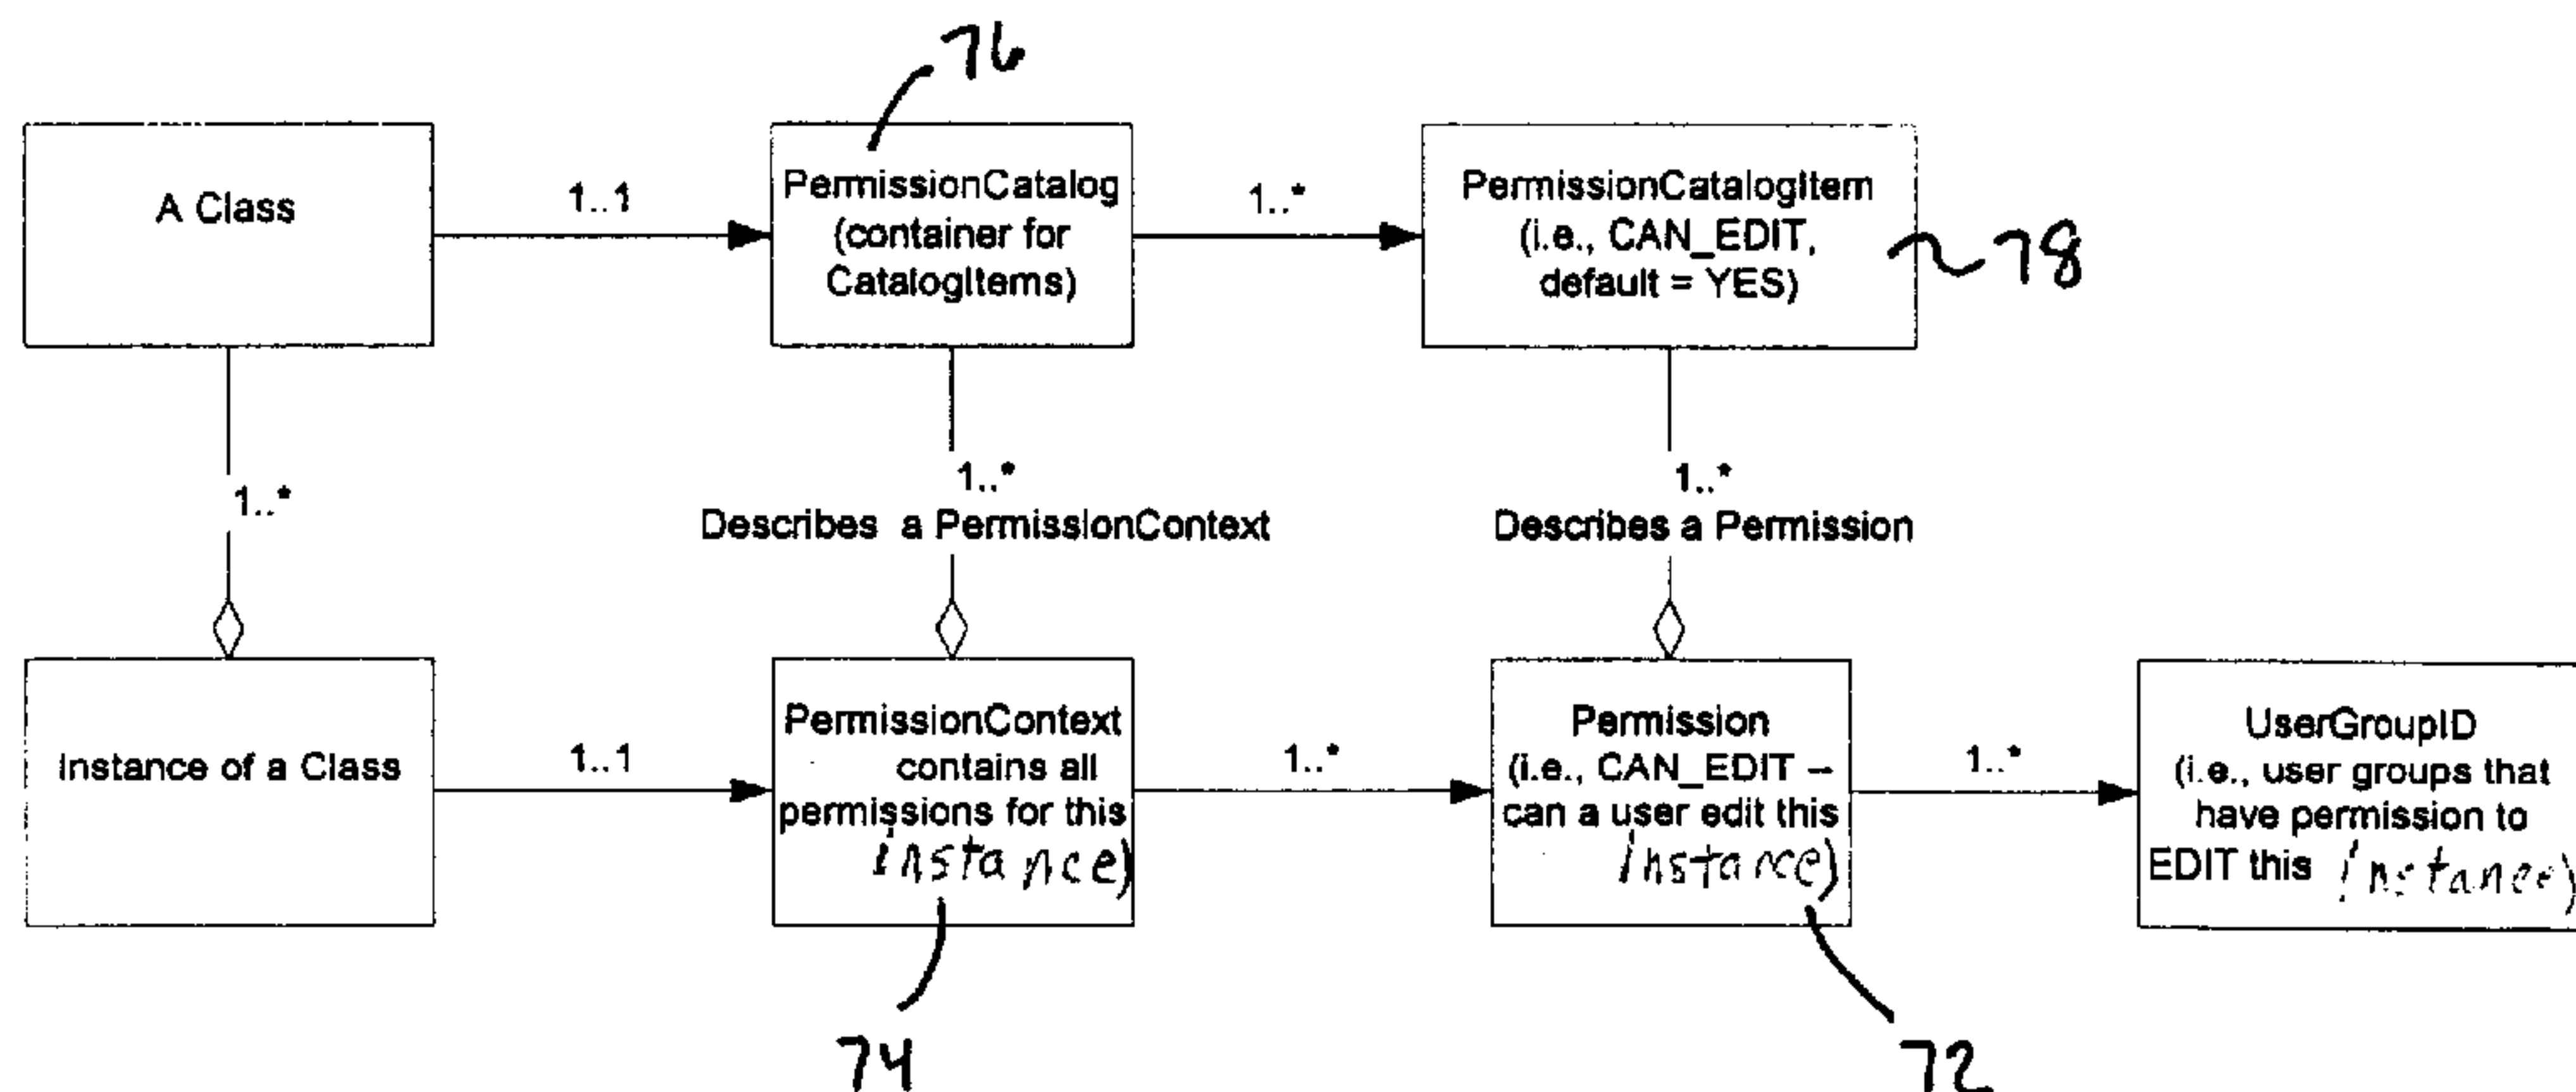 76
A Class
1..1
PermissionCatalog
(container for
CatalogItems)
1..*
PermissionCatalogItem
(i.e., CAN_EDIT,
default = YES)
78
1..*
1..*
Describes a PermissionContext
1..*
Describes a Permission
Instance of a Class
1..1
PermissionContext
contains all
permissions for this
instance)
1..*
Permission
(i.e., CAN_EDIT –
can a user edit this
instance)
1..*
UserGroupID
(i.e., user groups that
have permission to
EDIT this instance)
74
72